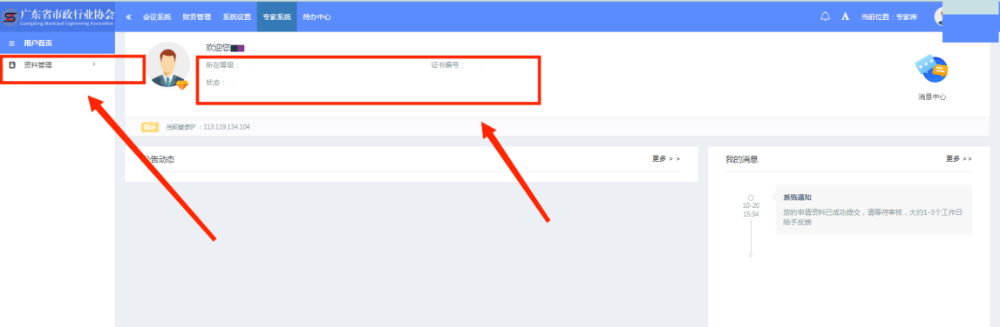 广东省市政行业协会
Guangdong Municipal Engineering Association
« 会议系统 财务管理 系统设置 专家系统 待办中心
A 当前位置：专家库
用户首页
资料管理
欢迎您
所在等级：
证书编号：
状态：
消息中心
提示 当前登录IP ：113.119.134.104
公告动态
更多 > >
我的消息
更多 >>
10-20
15:34
系统通知
您的申请资料已成功提交，请等待审核，大约1-3个工作日
给予反馈